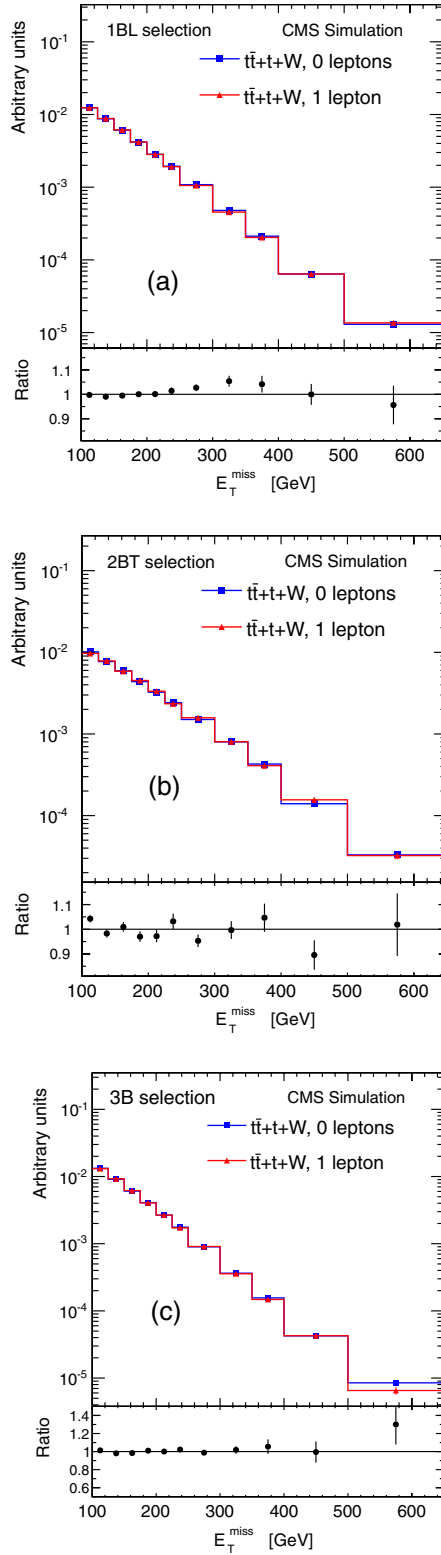 1BL selection CMS Simulation
tt̄+t+W, 0 leptons
tt̄+t+W, 1 lepton
Arbitrary units
10⁻¹
10⁻²
10⁻³
10⁻⁴
10⁻⁵
(a)
Ratio
1.1
1
0.9
100 200 300 400 500 600
E_T^miss [GeV]
2BT selection CMS Simulation
tt̄+t+W, 0 leptons
tt̄+t+W, 1 lepton
Arbitrary units
10⁻¹
10⁻²
10⁻³
10⁻⁴
(b)
Ratio
1.1
1
0.9
100 200 300 400 500 600
E_T^miss [GeV]
3B selection CMS Simulation
tt̄+t+W, 0 leptons
tt̄+t+W, 1 lepton
Arbitrary units
10⁻¹
10⁻²
10⁻³
10⁻⁴
10⁻⁵
(c)
Ratio
1.4
1.2
1
0.8
0.6
100 200 300 400 500 600
E_T^miss [GeV]